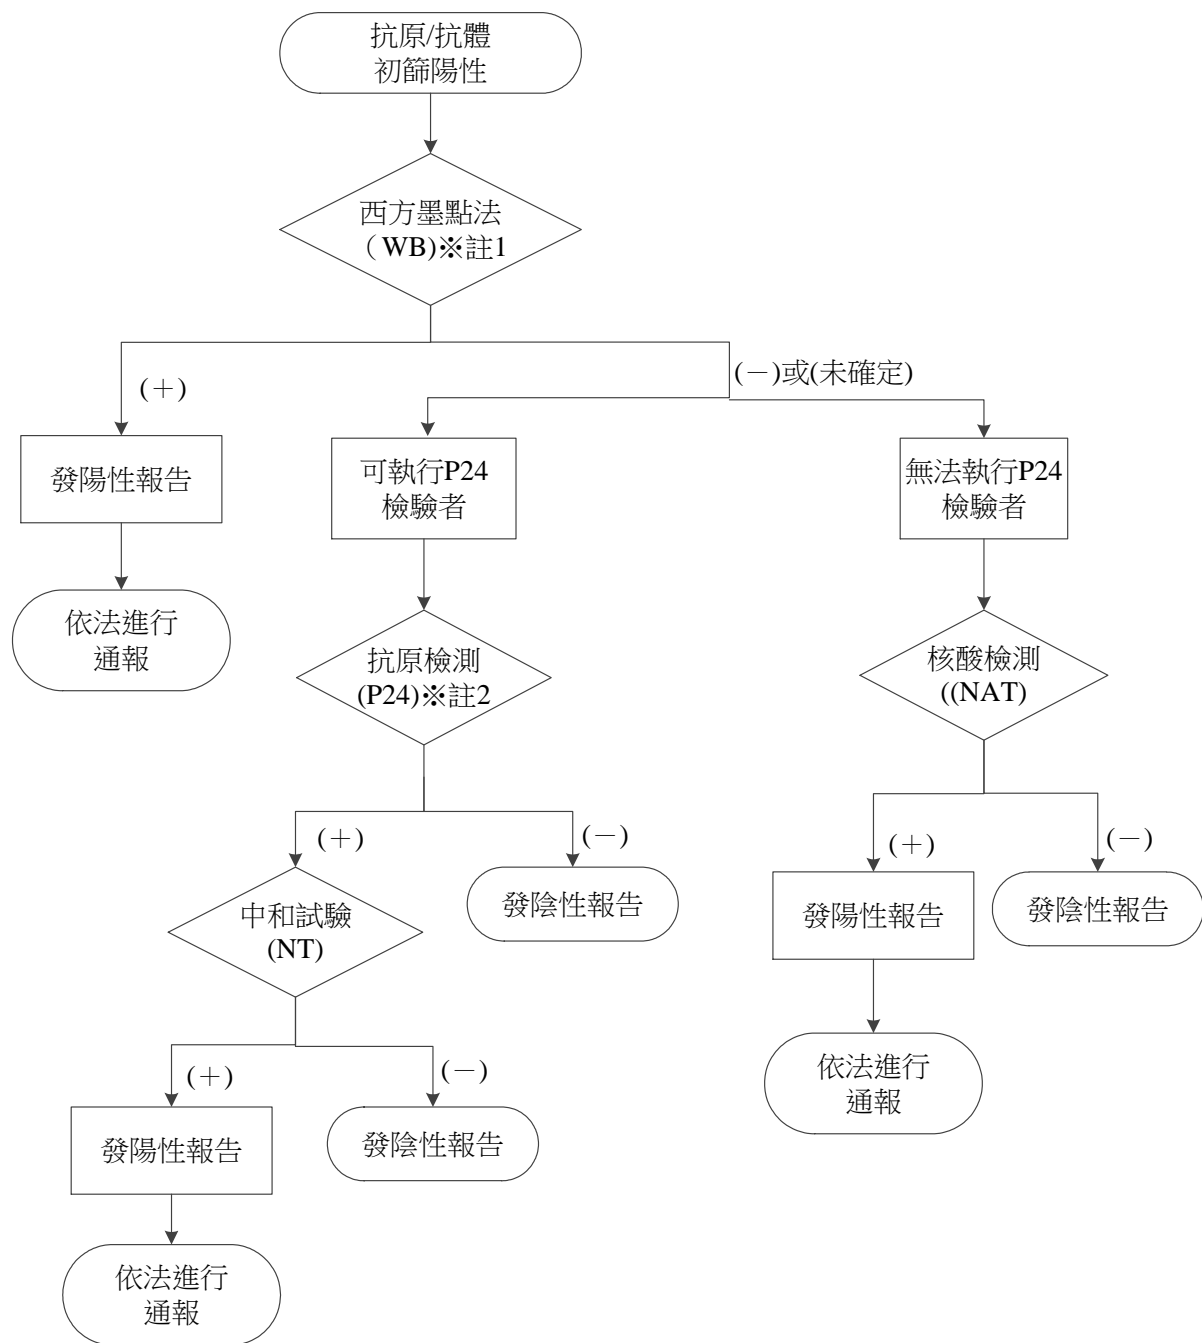 抗原/抗體
初篩陽性
西方墨點法
（WB)※註1
(＋)
(－)或(未確定)
發陽性報告
可執行P24
檢驗者
無法執行P24
檢驗者
依法進行
通報
抗原檢測
(P24)※註2
核酸檢測
((NAT)
(＋)
(－)
(＋)
(－)
中和試驗
(NT)
發陰性報告
發陽性報告
發陰性報告
(＋)
(－)
發陽性報告
發陰性報告
依法進行
通報
依法進行
通報